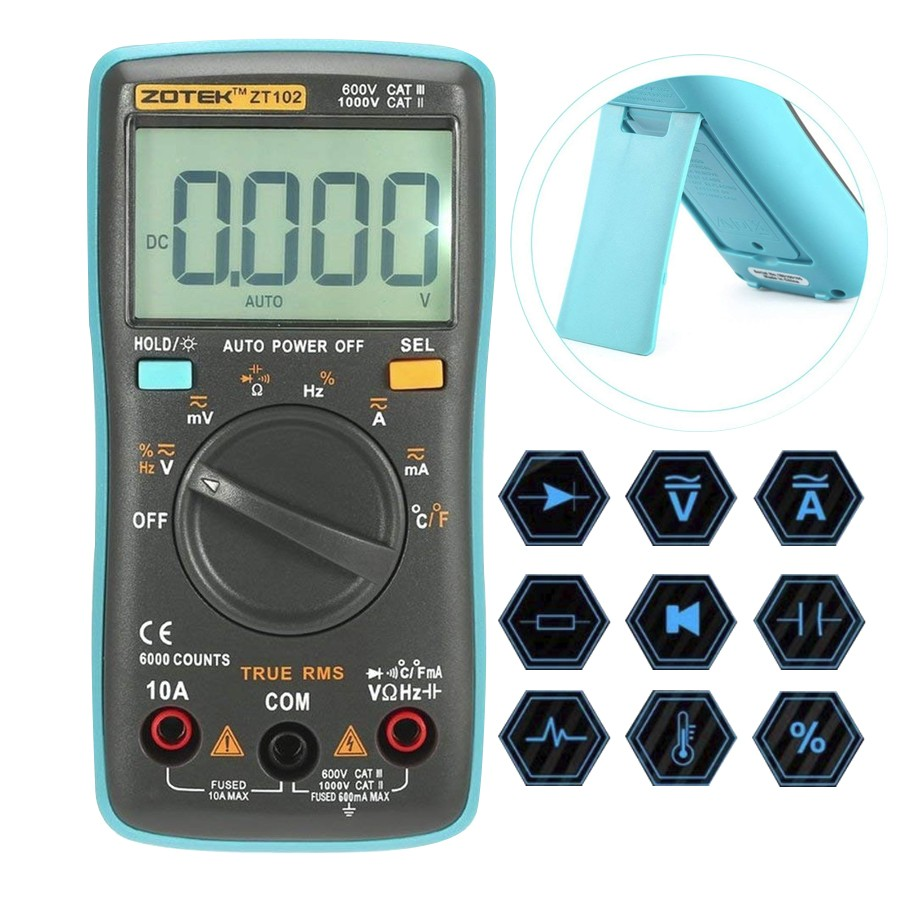 ZOTEK™ ZT102
600V CAT III
1000V CAT II
DC
0.000
AUTO
V
HOLD/
AUTO POWER OFF
SEL
Ω
% Hz
mV
A
% Hz V
mA
OFF
°C/°F
CE
6000 COUNTS
TRUE RMS
°C/°F mA
10A
COM
VΩHz
FUSED
10A MAX
600V CAT III
1000V CAT II
FUSED 600mA MAX
V
A
%